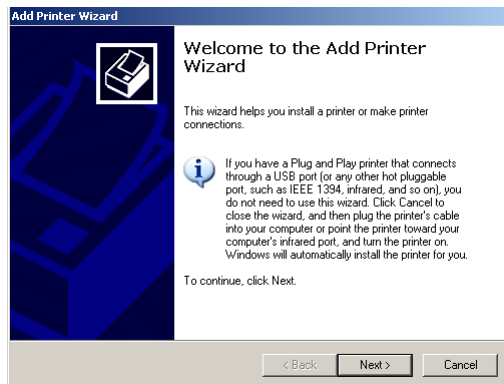 Add Printer Wizard
Welcome to the Add Printer
Wizard
This wizard helps you install a printer or make printer
connections.
If you have a Plug and Play printer that connects
through a USB port (or any other hot pluggable
port, such as IEEE 1394, infrared, and so on), you
do not need to use this wizard. Click Cancel to
close the wizard, and then plug the printer's cable
into your computer or point the printer toward your
computer's infrared port, and turn the printer on.
Windows will automatically install the printer for you.
To continue, click Next.
< Back
Next >
Cancel